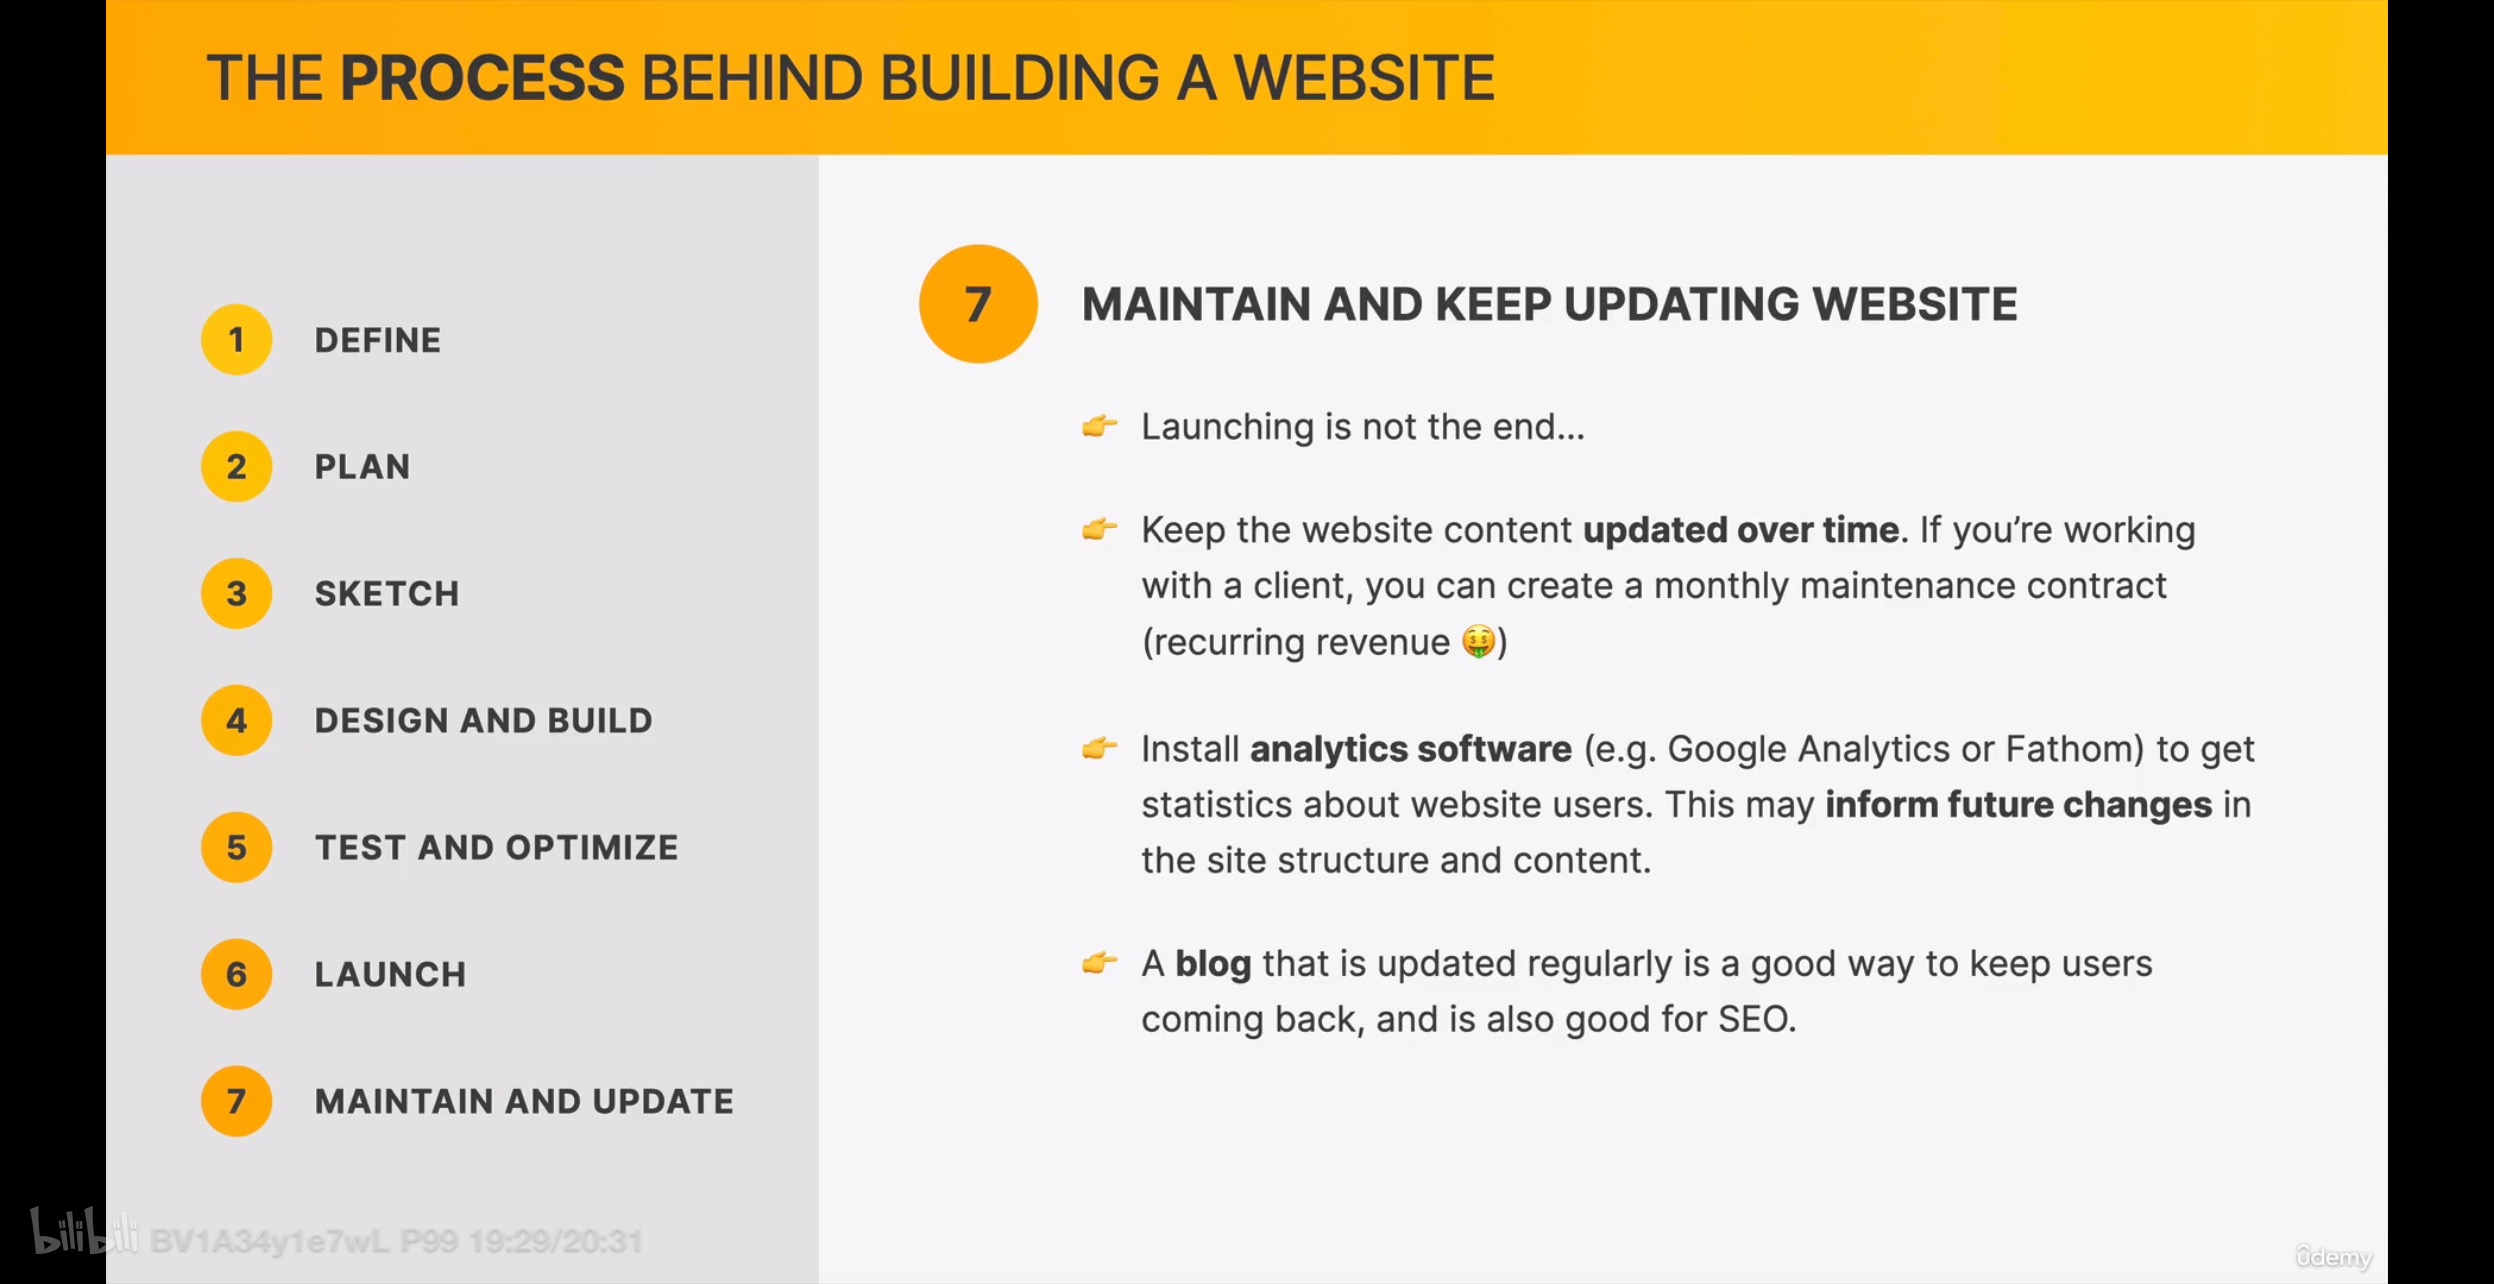 THE PROCESS BEHIND BUILDING A WEBSITE
1 DEFINE
2 PLAN
3 SKETCH
4 DESIGN AND BUILD
5 TEST AND OPTIMIZE
6 LAUNCH
7 MAINTAIN AND UPDATE
7 MAINTAIN AND KEEP UPDATING WEBSITE
👉 Launching is not the end...
👉 Keep the website content updated over time. If you’re working
with a client, you can create a monthly maintenance contract
(recurring revenue 🤑)
👉 Install analytics software (e.g. Google Analytics or Fathom) to get
statistics about website users. This may inform future changes in
the site structure and content.
👉 A blog that is updated regularly is a good way to keep users
coming back, and is also good for SEO.
bilibili BV1A34y1e7wL P99 19:29/20:31
ûdemy